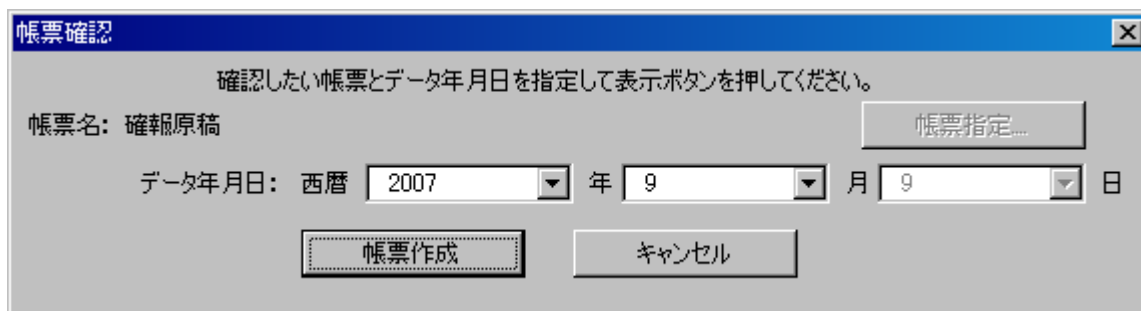 帳票確認
確認したい帳票とデータ年月日を指定して表示ボタンを押してください。
帳票名: 確報原稿 帳票指定...
データ年月日: 西暦 2007 年 9 月 9 日
帳票作成 キャンセル